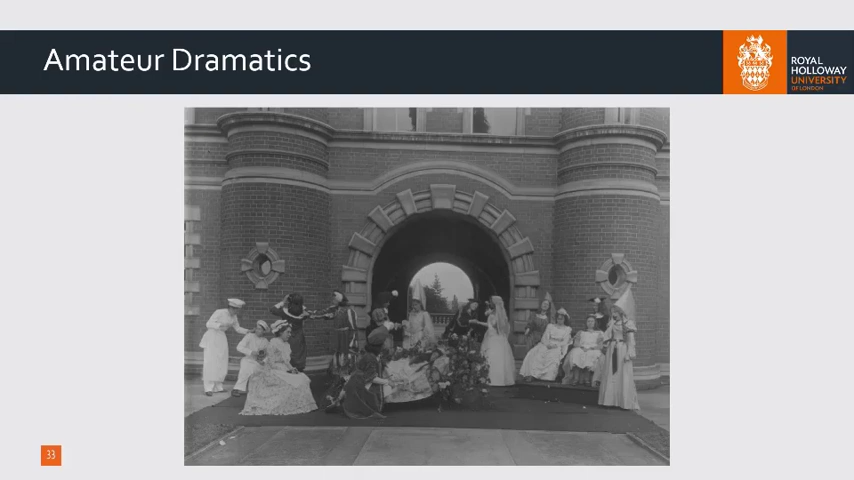 Amateur Dramatics
ROYAL
HOLLOWAY
UNIVERSITY
OF LONDON
33